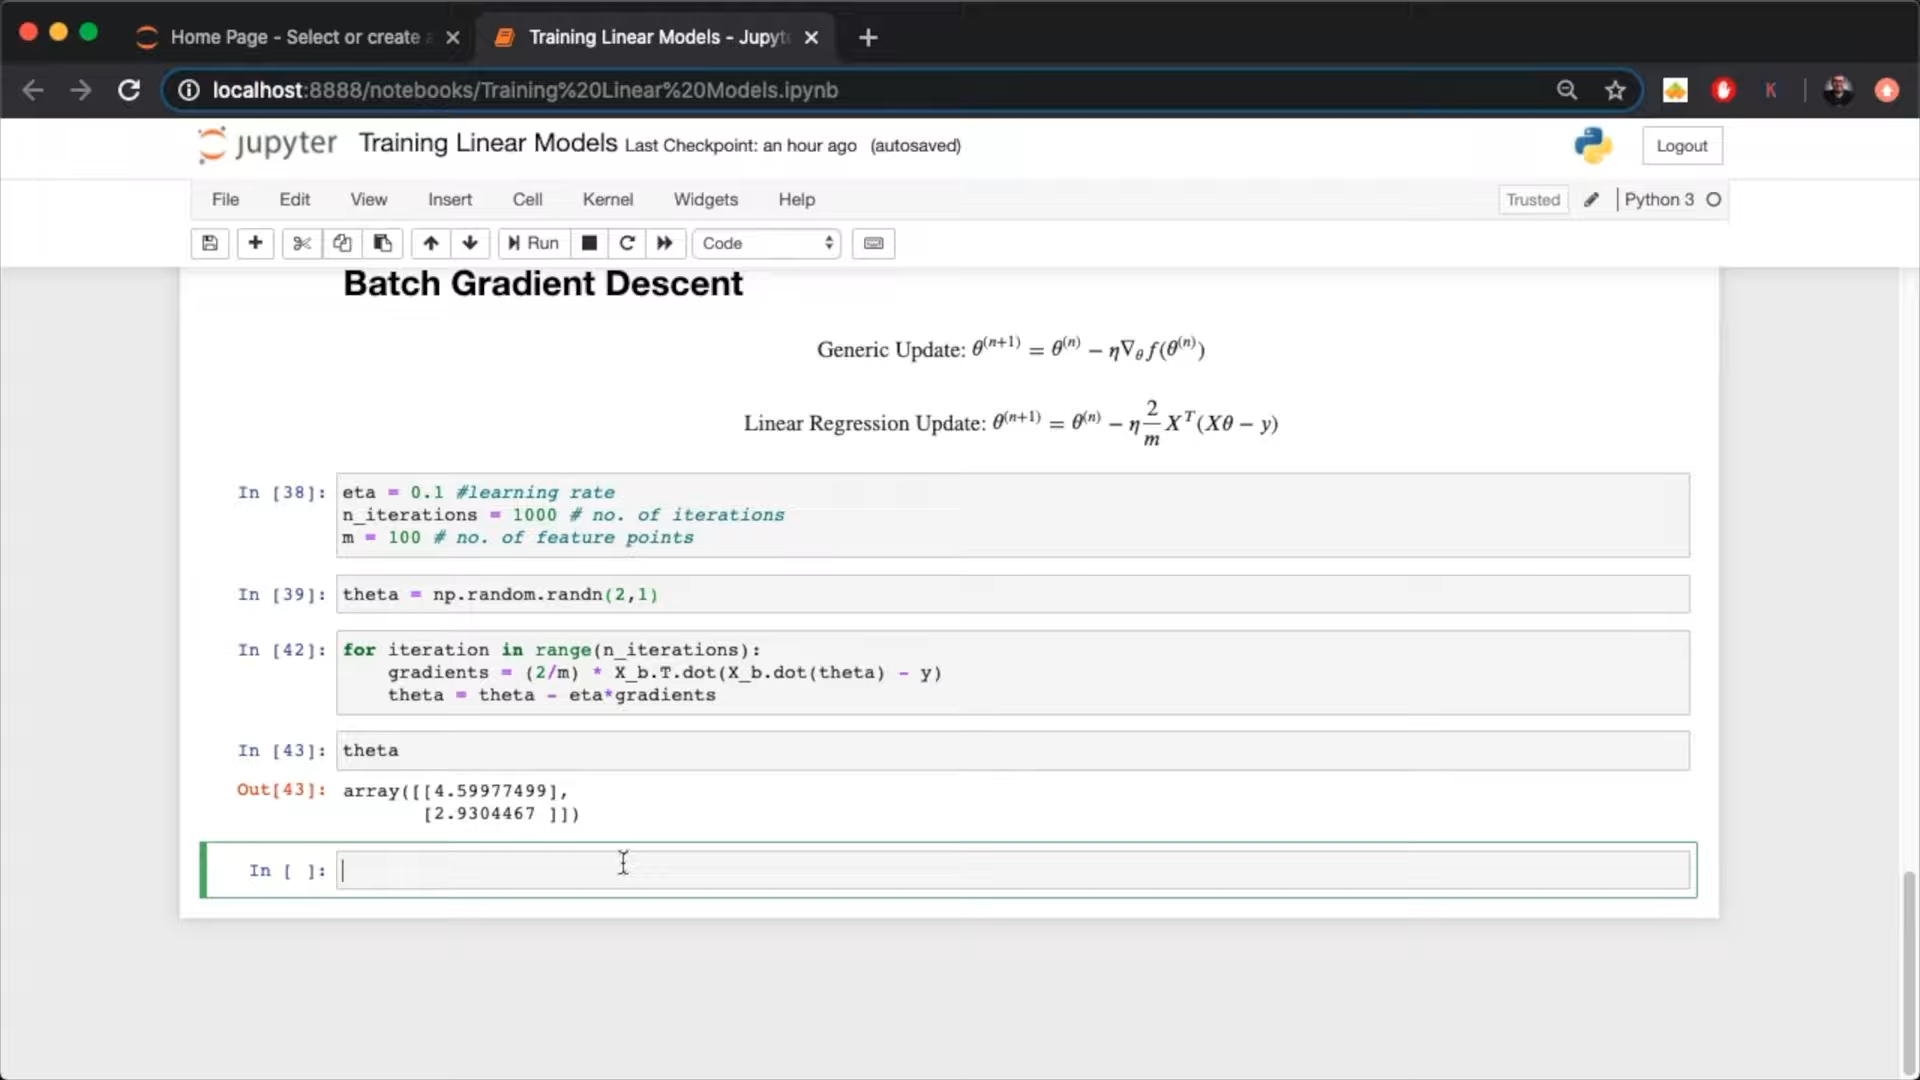 Home Page - Select or create a
Training Linear Models - Jupyt
localhost:8888/notebooks/Training%20Linear%20Models.ipynb
K
jupyter
Training Linear Models Last Checkpoint: an hour ago (autosaved)
Logout
File Edit View Insert Cell Kernel Widgets Help
Trusted
Python 3
Run
Code
Batch Gradient Descent
Generic Update: θ^(n+1) = θ^(n) − η∇_θ f(θ^(n))
Linear Regression Update: θ^(n+1) = θ^(n) − η 2/m X^T(Xθ − y)
In [38]: eta = 0.1 #learning rate
n_iterations = 1000 # no. of iterations
m = 100 # no. of feature points
In [39]: theta = np.random.randn(2,1)
In [42]: for iteration in range(n_iterations):
gradients = (2/m) * X_b.T.dot(X_b.dot(theta) - y)
theta = theta - eta*gradients
In [43]: theta
Out[43]: array([[4.59977499],
[2.9304467 ]])
In [ ]: